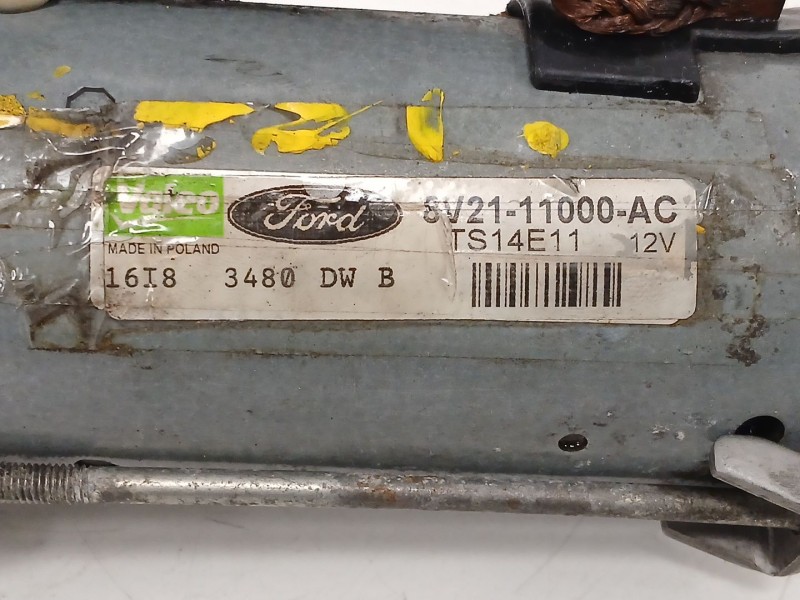 Valeo
Ford
8V21-11000-AC
MADE IN POLAND
TS14E11 12V
16I8 3480 DW B